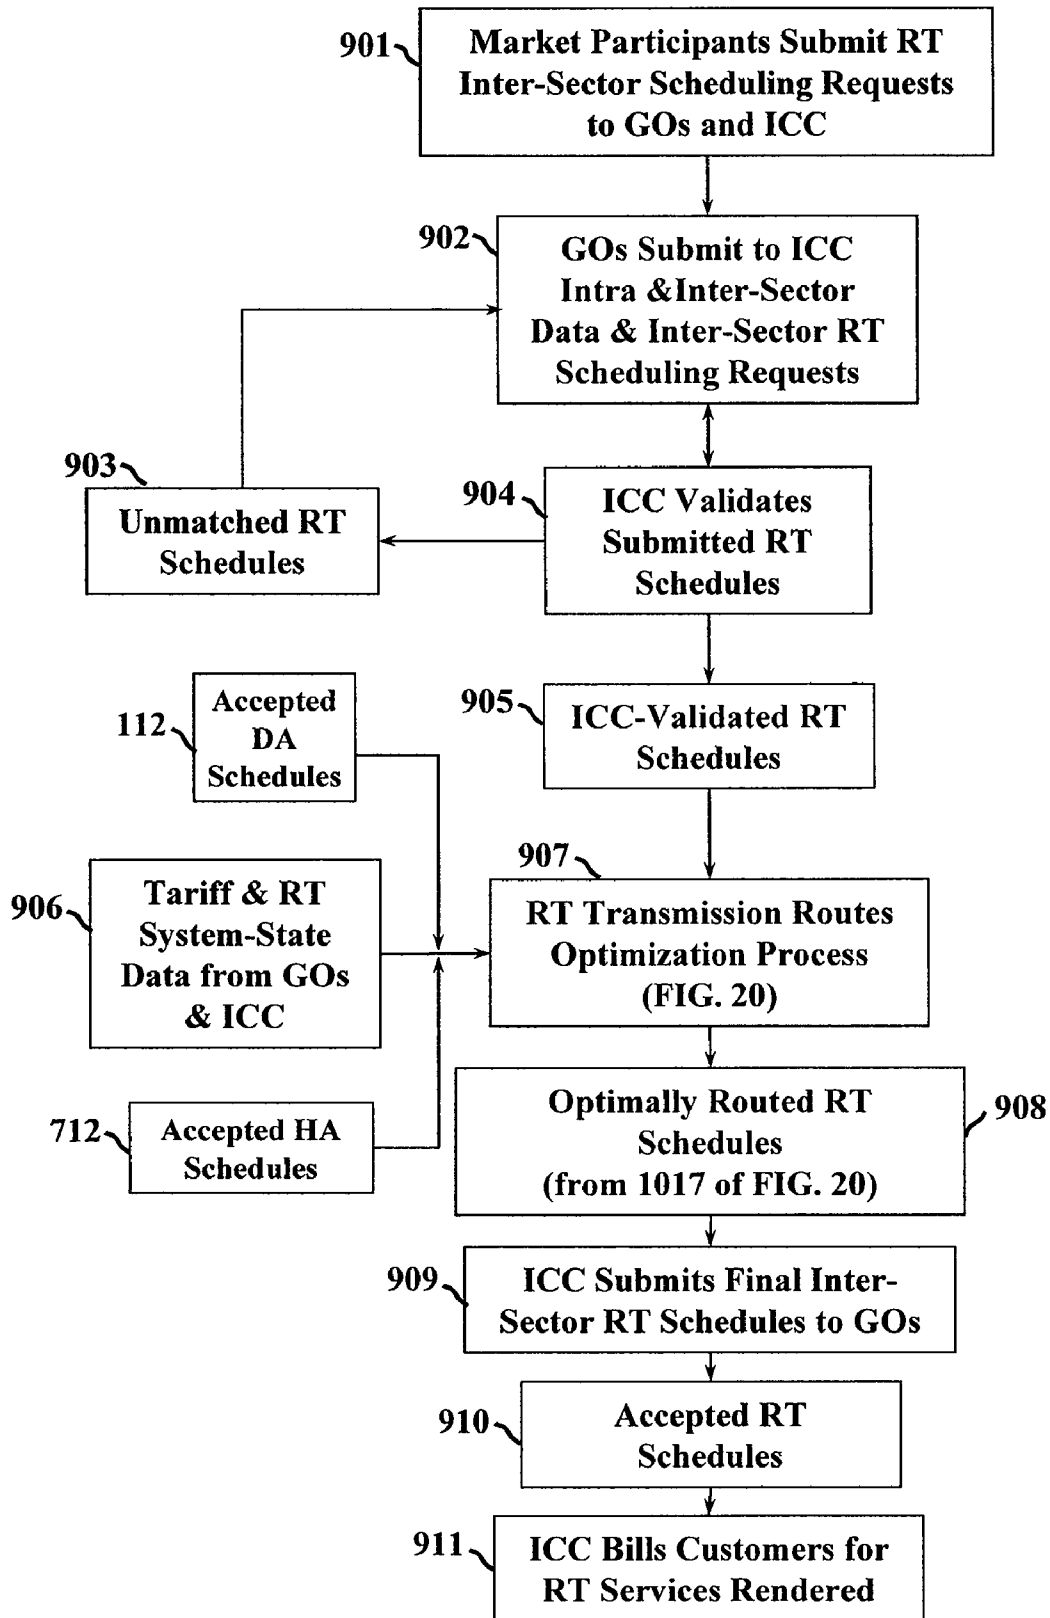 901
Market Participants Submit RT
Inter-Sector Scheduling Requests
to GOs and ICC
902
GOs Submit to ICC
Intra &Inter-Sector
Data & Inter-Sector RT
Scheduling Requests
903
Unmatched RT
Schedules
904
ICC Validates
Submitted RT
Schedules
112
Accepted
DA
Schedules
905
ICC-Validated RT
Schedules
906
Tariff & RT
System-State
Data from GOs
& ICC
907
RT Transmission Routes
Optimization Process
(FIG. 20)
712
Accepted HA
Schedules
Optimally Routed RT
Schedules
(from 1017 of FIG. 20)
908
909
ICC Submits Final Inter-
Sector RT Schedules to GOs
910
Accepted RT
Schedules
911
ICC Bills Customers for
RT Services Rendered